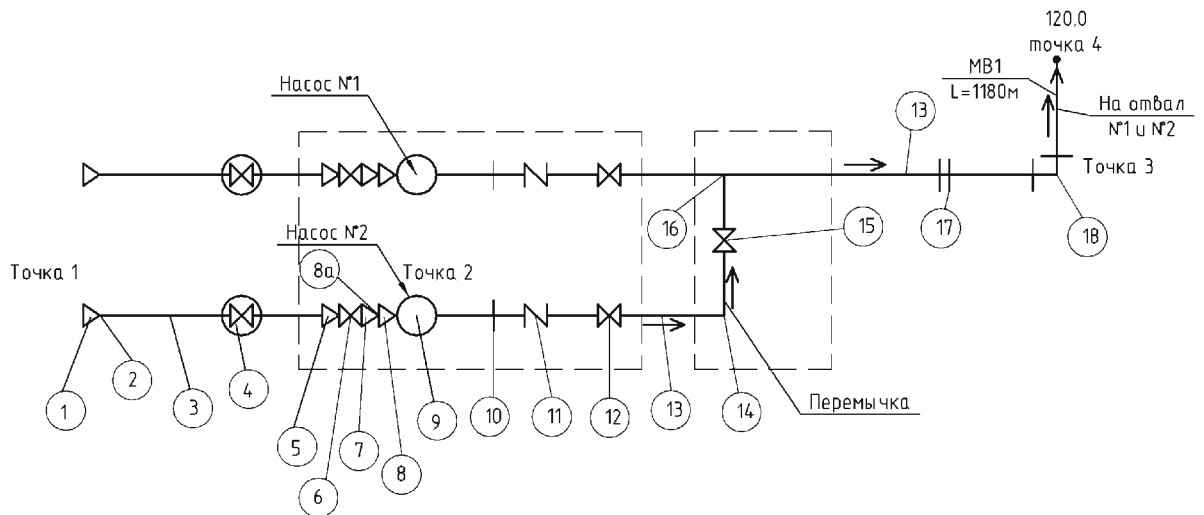 120,0
точка 4
МВ1
L=1180м
На отвал
№1 и №2
Насос №1
13
Точка 3
16
15
17
18
Насос №2
Точка 1
8а
Точка 2
1
2
3
4
5
6
7
8
9
10
11
12
13
14
Перемычка